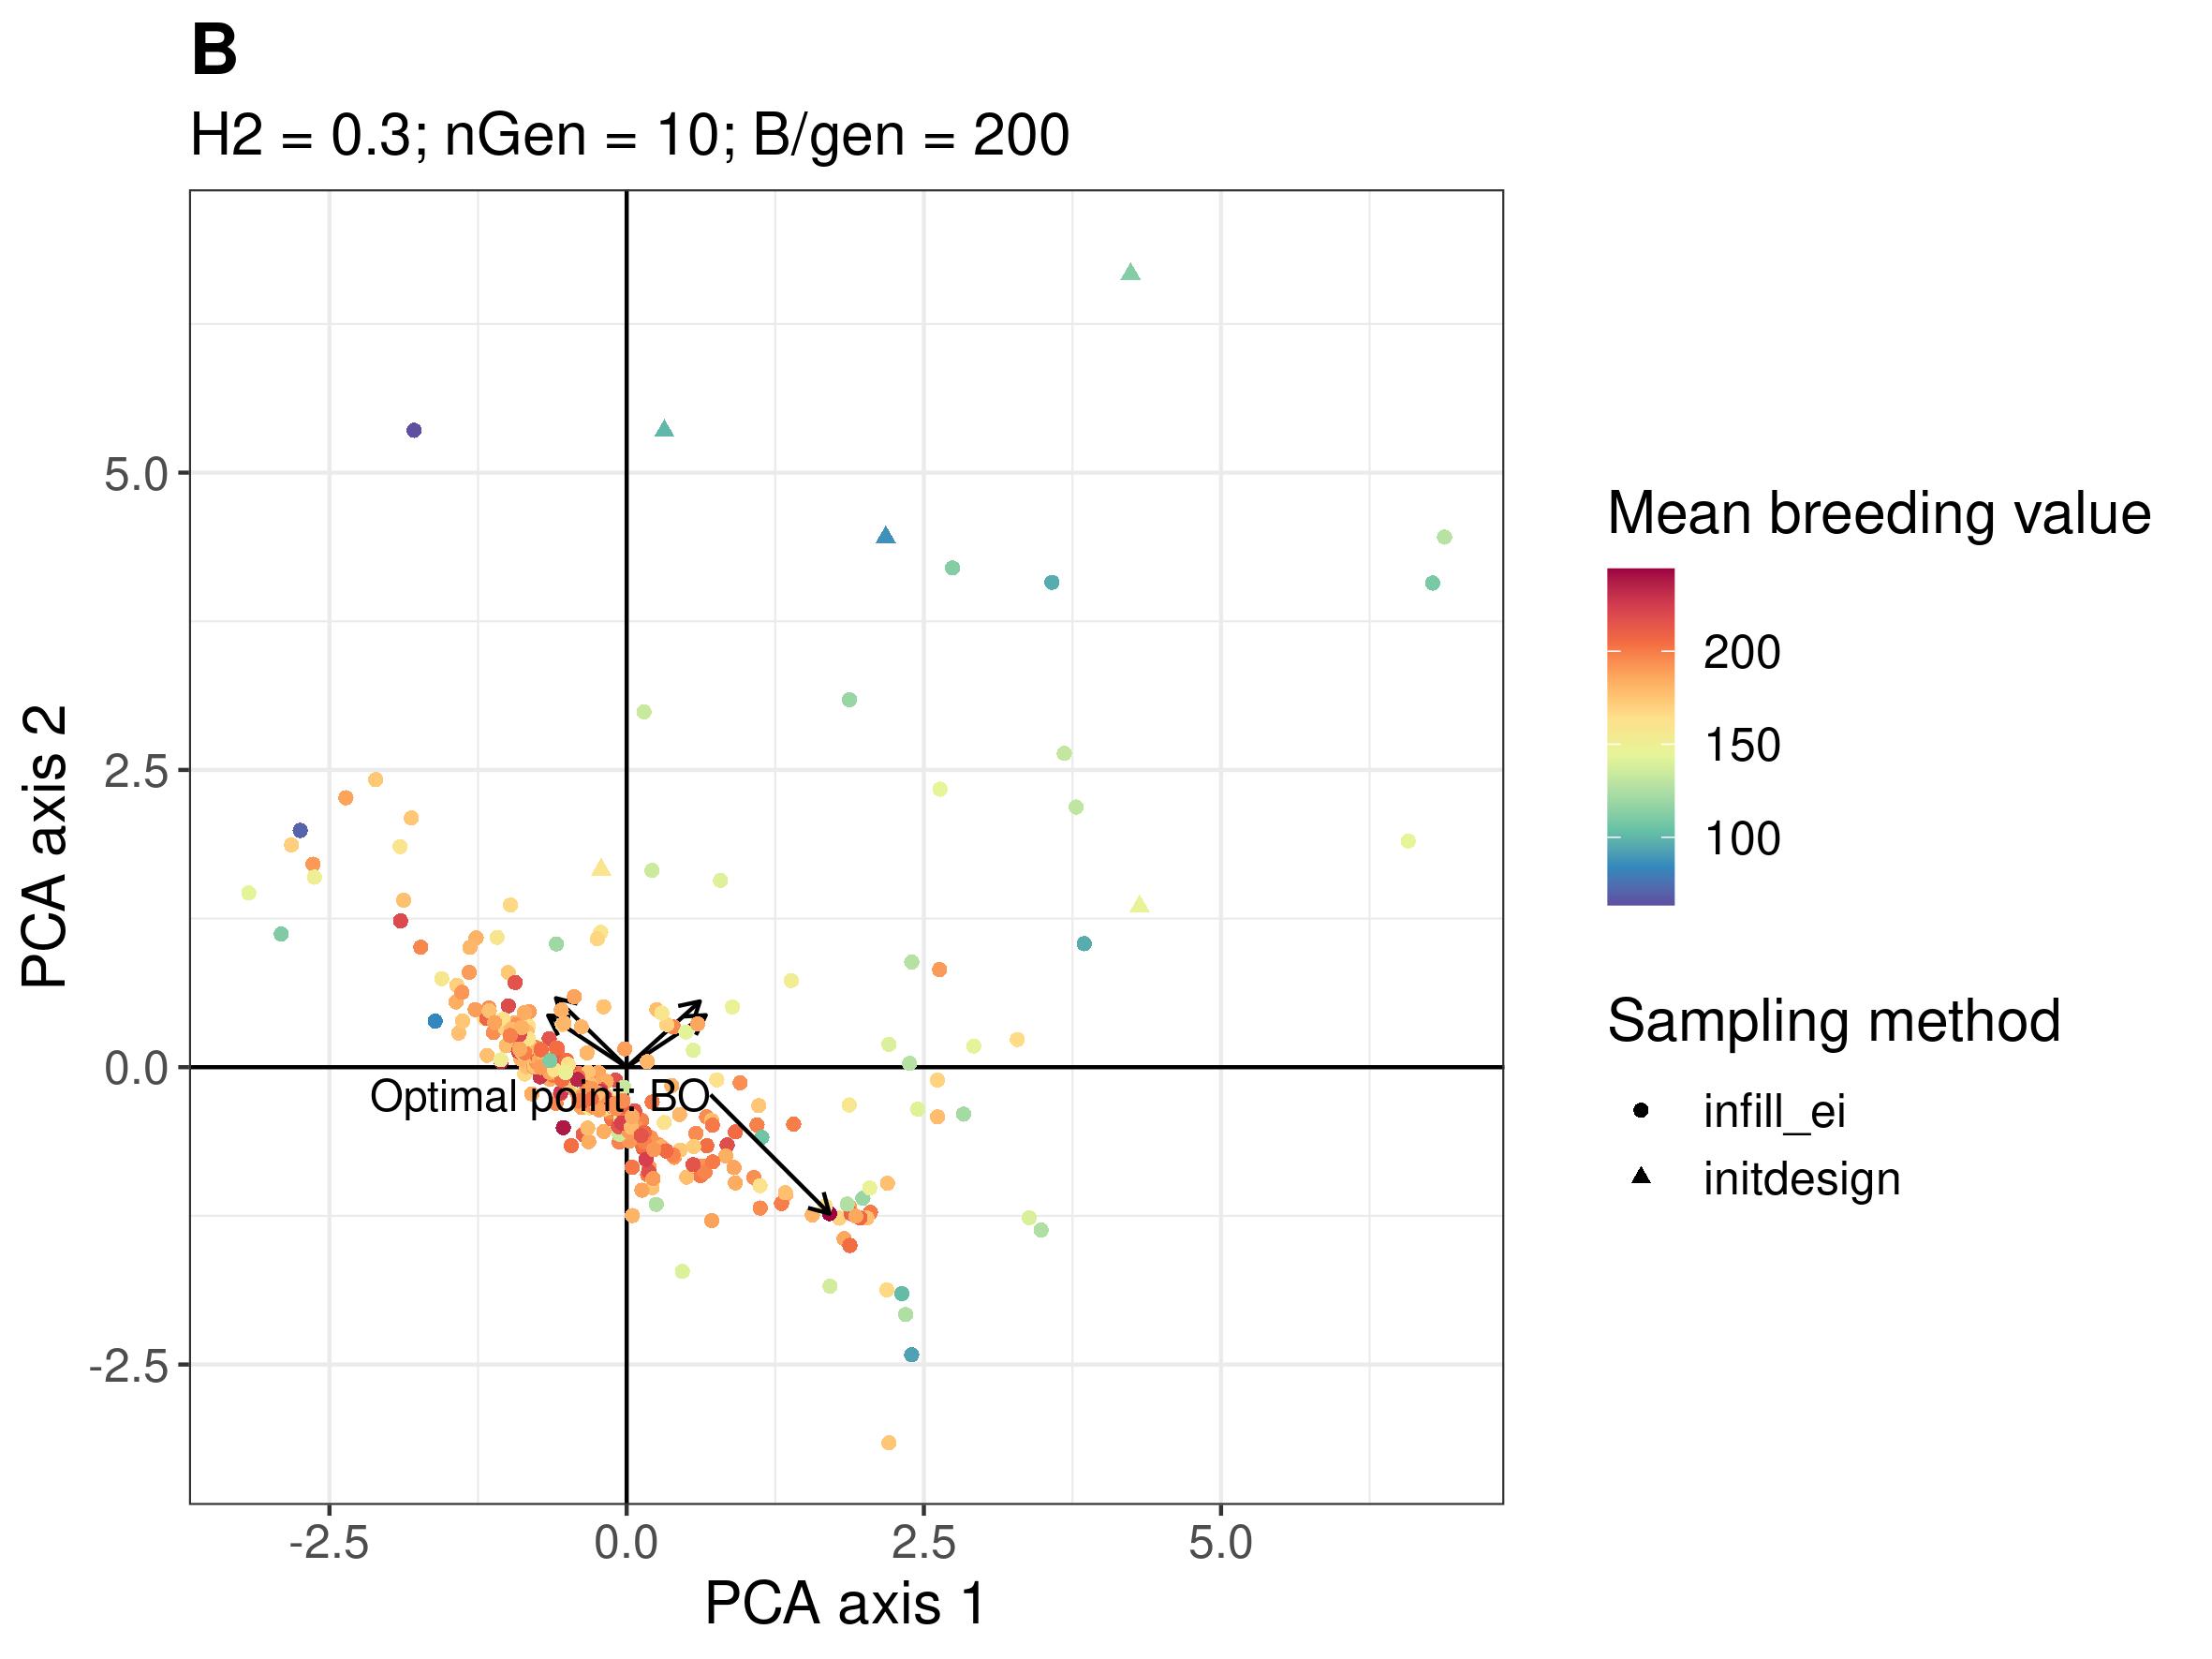 B
H2 = 0.3; nGen = 10; B/gen = 200
PCA axis 2
5.0
2.5
0.0
-2.5
Optimal point: BO
-2.5
0.0
2.5
5.0
PCA axis 1
Mean breeding value
200
150
100
Sampling method
infill_ei
initdesign